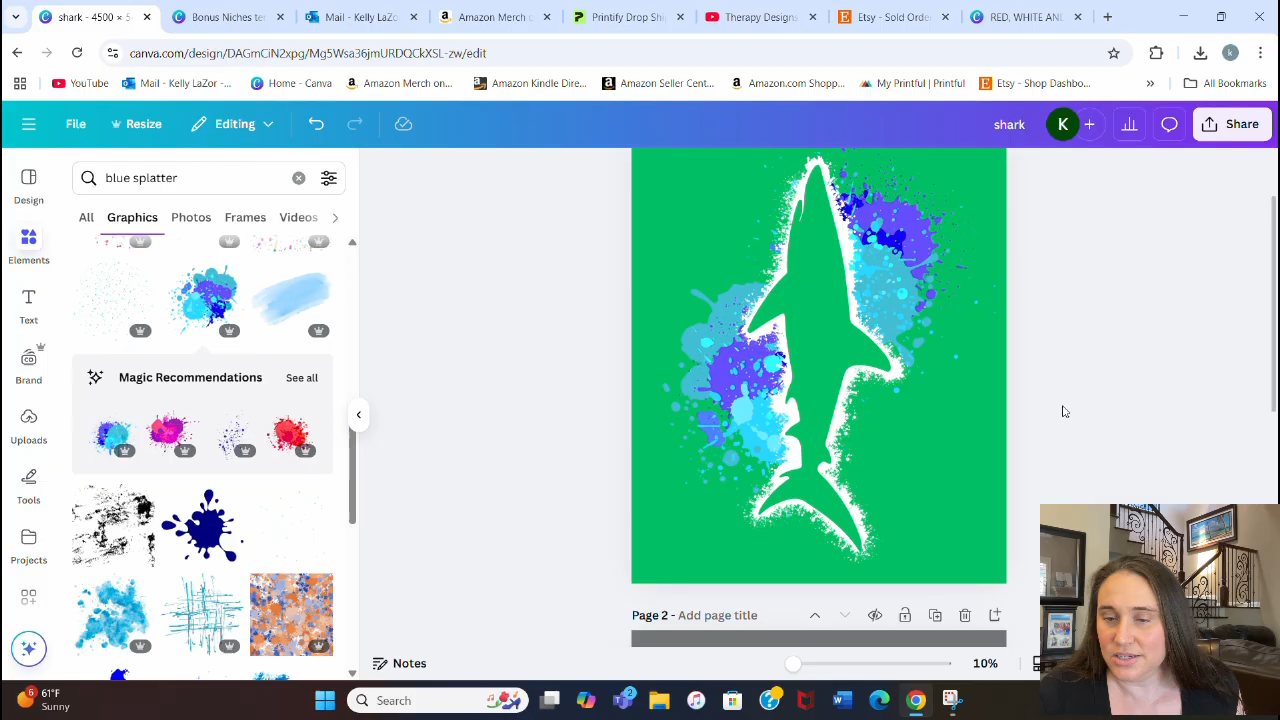 shark - 4500 × 5
Bonus Niches te
Mail - Kelly LaZo
Amazon Merch o
Printify Drop Shi
Therapy Designs
Etsy - Sold Orde
RED, WHITE AN
canva.com/design/DAGmCiN2xpg/Mg5Wsa36jmURDQCkXSL-zw/edit
k
YouTube
Mail - Kelly LaZor -...
Home - Canva
Amazon Merch on...
Amazon Kindle Dire...
Amazon Seller Cent...
Amazon.com Shopp...
My Printful | Printful
Etsy - Shop Dashbo...
All Bookmarks
File
Resize
Editing
shark
K
Share
blue splatter
Design
Elements
Text
Brand
Uploads
Tools
Projects
All
Graphics
Photos
Frames
Videos
Magic Recommendations
See all
Page 2 - Add page title
Notes
10%
6
61°F
Sunny
Search
2